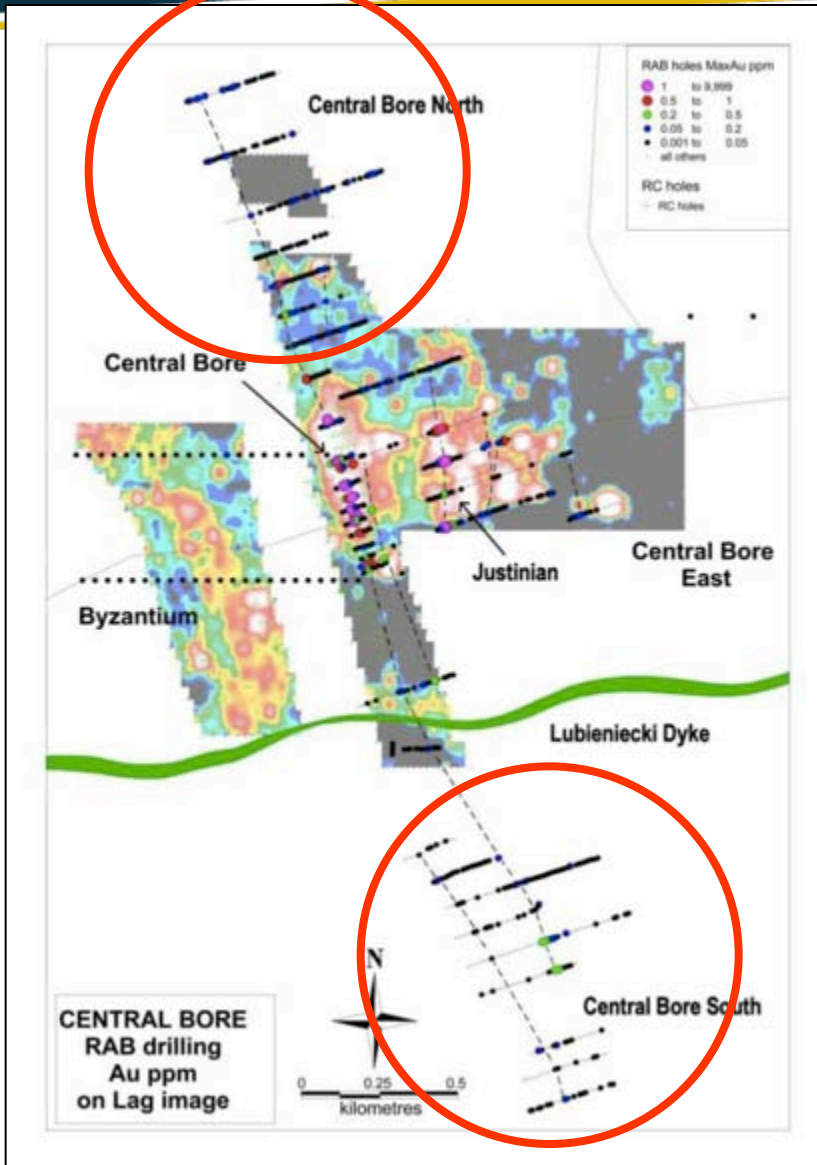 RAB holes MaxAu ppm
1 to 9,999
0.5 to 1
0.2 to 0.5
0.05 to 0.2
0.001 to 0.05
all others
RC holes
RC holes
Central Bore North
Central Bore
Justinian
Central Bore
East
Byzantium
Lubieniecki Dyke
Central Bore South
N
0 0.25 0.5
kilometres
CENTRAL BORE
RAB drilling
Au ppm
on Lag image